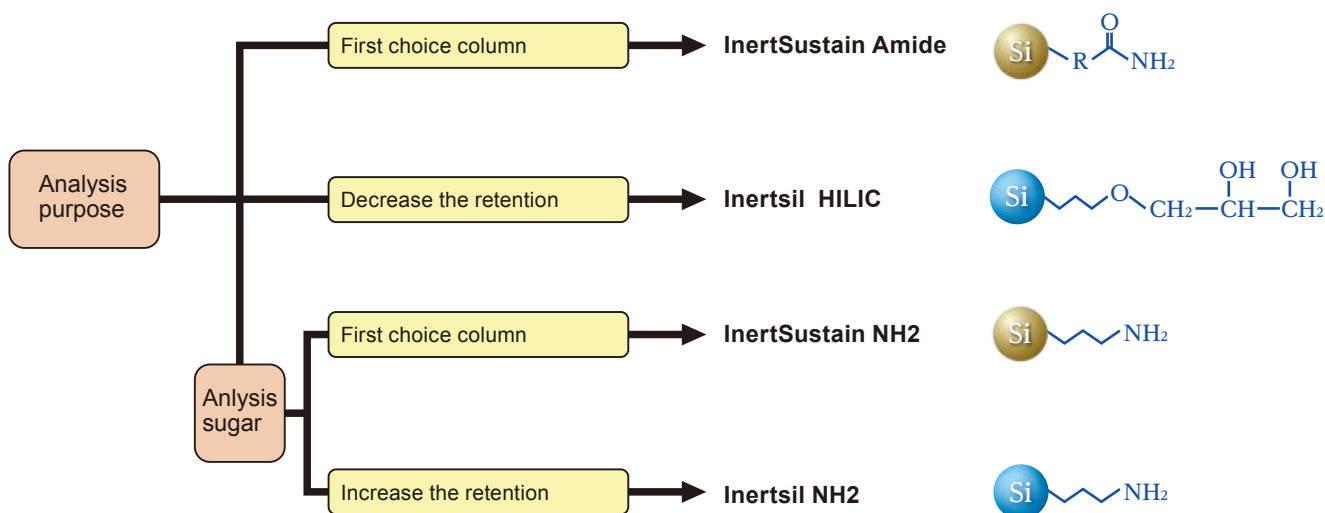 First choice column
InertSustain Amide
Si
R
O
NH₂
Analysis
purpose
Decrease the retention
Inertsil  HILIC
Si
O
CH₂
OH
CH
OH
CH₂
Anlysis
sugar
First choice column
InertSustain NH2
Si
NH₂
Increase the retention
Inertsil NH2
Si
NH₂